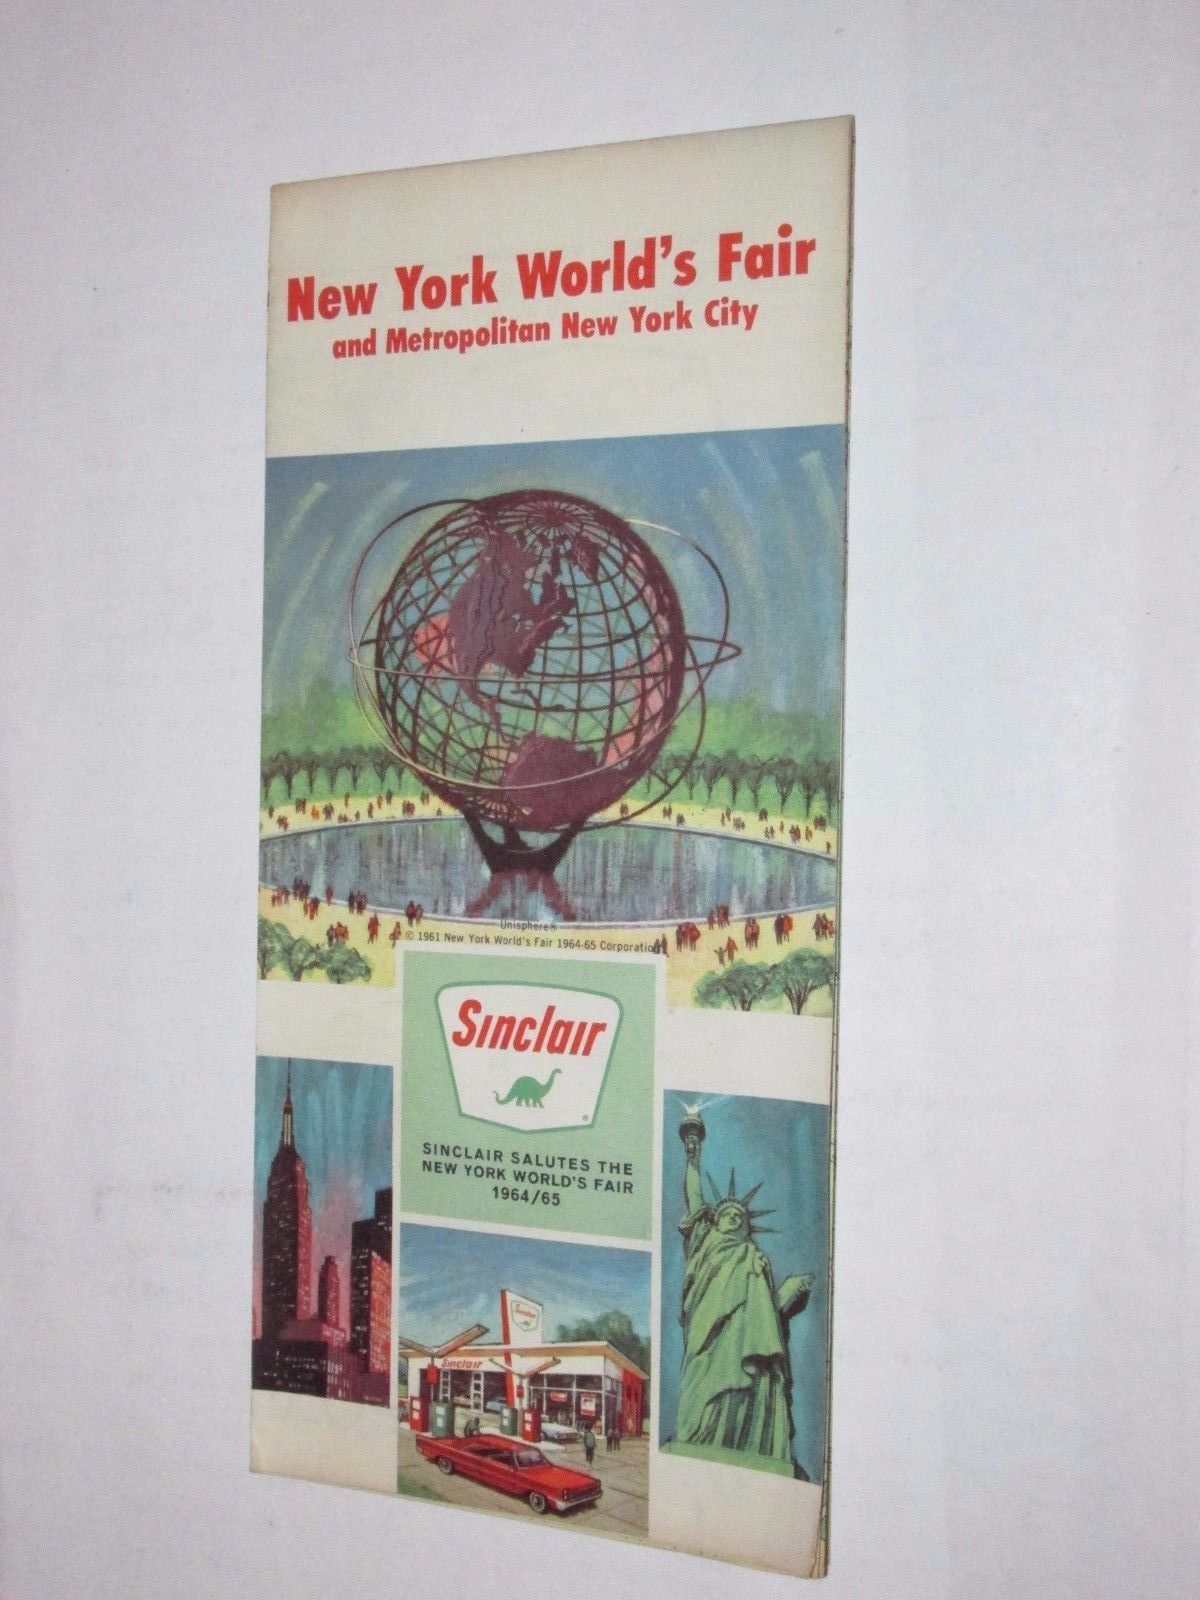 New York World's Fair
and Metropolitan New York City
Unisphere®
© 1961 New York World's Fair 1964-65 Corporation
Sinclair
®
SINCLAIR SALUTES THE
NEW YORK WORLD'S FAIR
1964/65
Sinclair
Sinclair